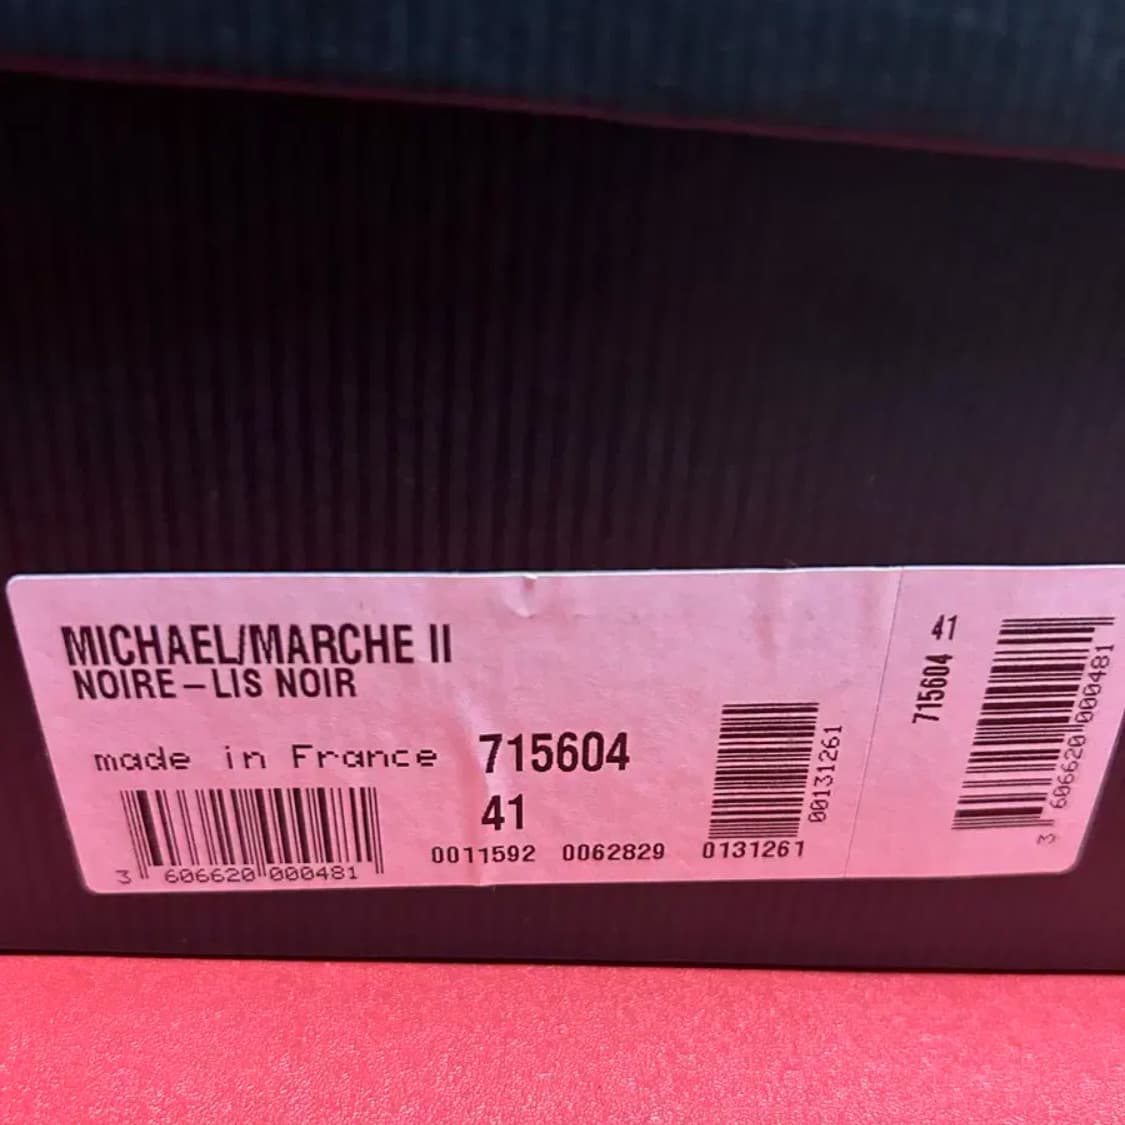 MICHAEL/MARCHE II
NOIRE-LIS NOIR
made in France
715604
41
3 606620 000481
0011592 0062829 0131261
00131261
715604 41
3 606620 000481